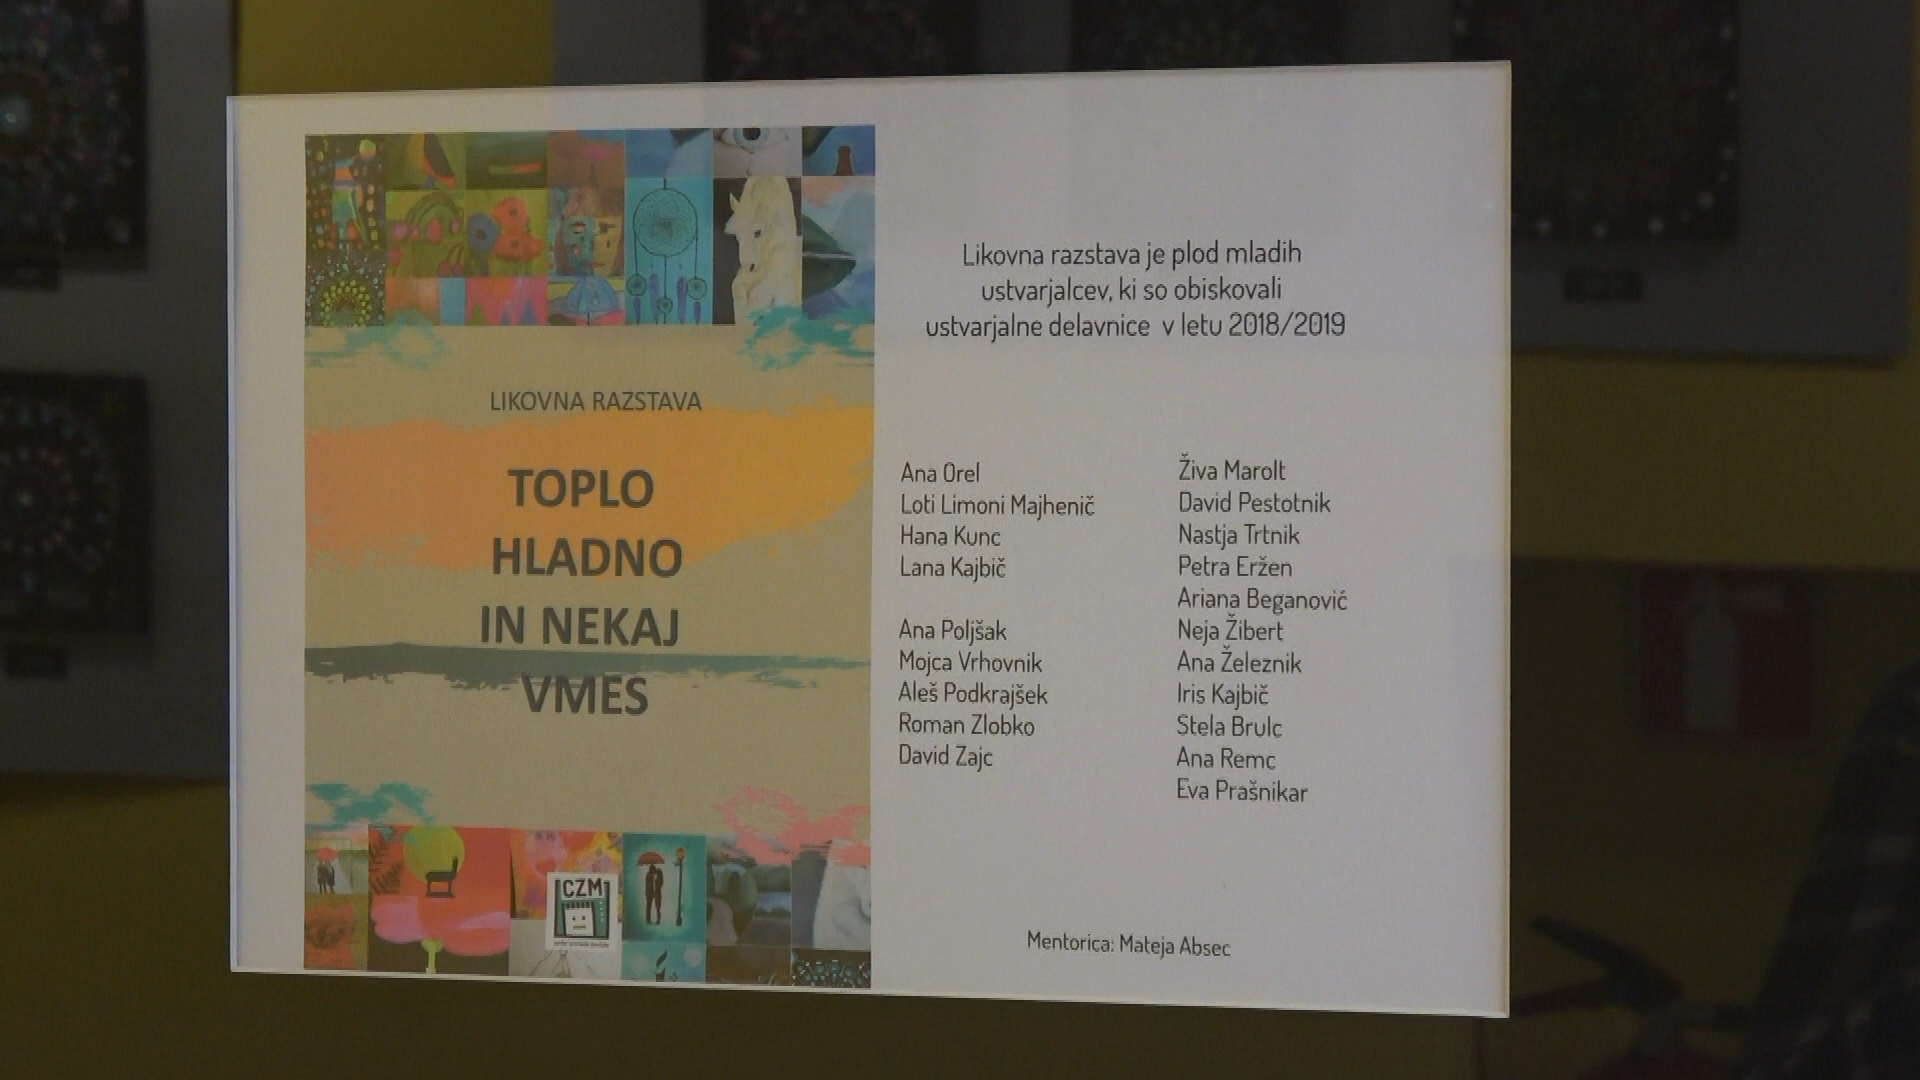 LIKOVNA RAZSTAVA
TOPLO
HLADNO
IN NEKAJ
VMES
CZM
Likovna razstava je plod mladih
ustvarjalcev, ki so obiskovali
ustvarjalne delavnice v letu 2018/2019
Ana Orel
Loti Limoni Majhenič
Hana Kunc
Lana Kajbič
Ana Poljšak
Mojca Vrhovnik
Aleš Podkrajšek
Roman Zlobko
David Zajc
Živa Marolt
David Pestotnik
Nastja Trtnik
Petra Eržen
Ariana Beganović
Neja Žibert
Ana Železnik
Iris Kajbič
Stela Brulc
Ana Remc
Eva Prašnikar
Mentorica: Mateja Absec